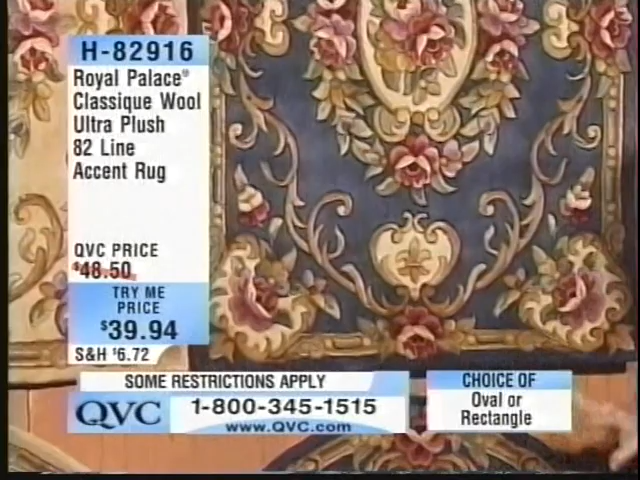 H-82916
Royal Palace®
Classique Wool
Ultra Plush
82 Line
Accent Rug
QVC PRICE
$48.50
TRY ME
PRICE
$39.94
S&H $6.72
SOME RESTRICTIONS APPLY
QVC 1-800-345-1515
www.QVC.com
CHOICE OF
Oval or
Rectangle